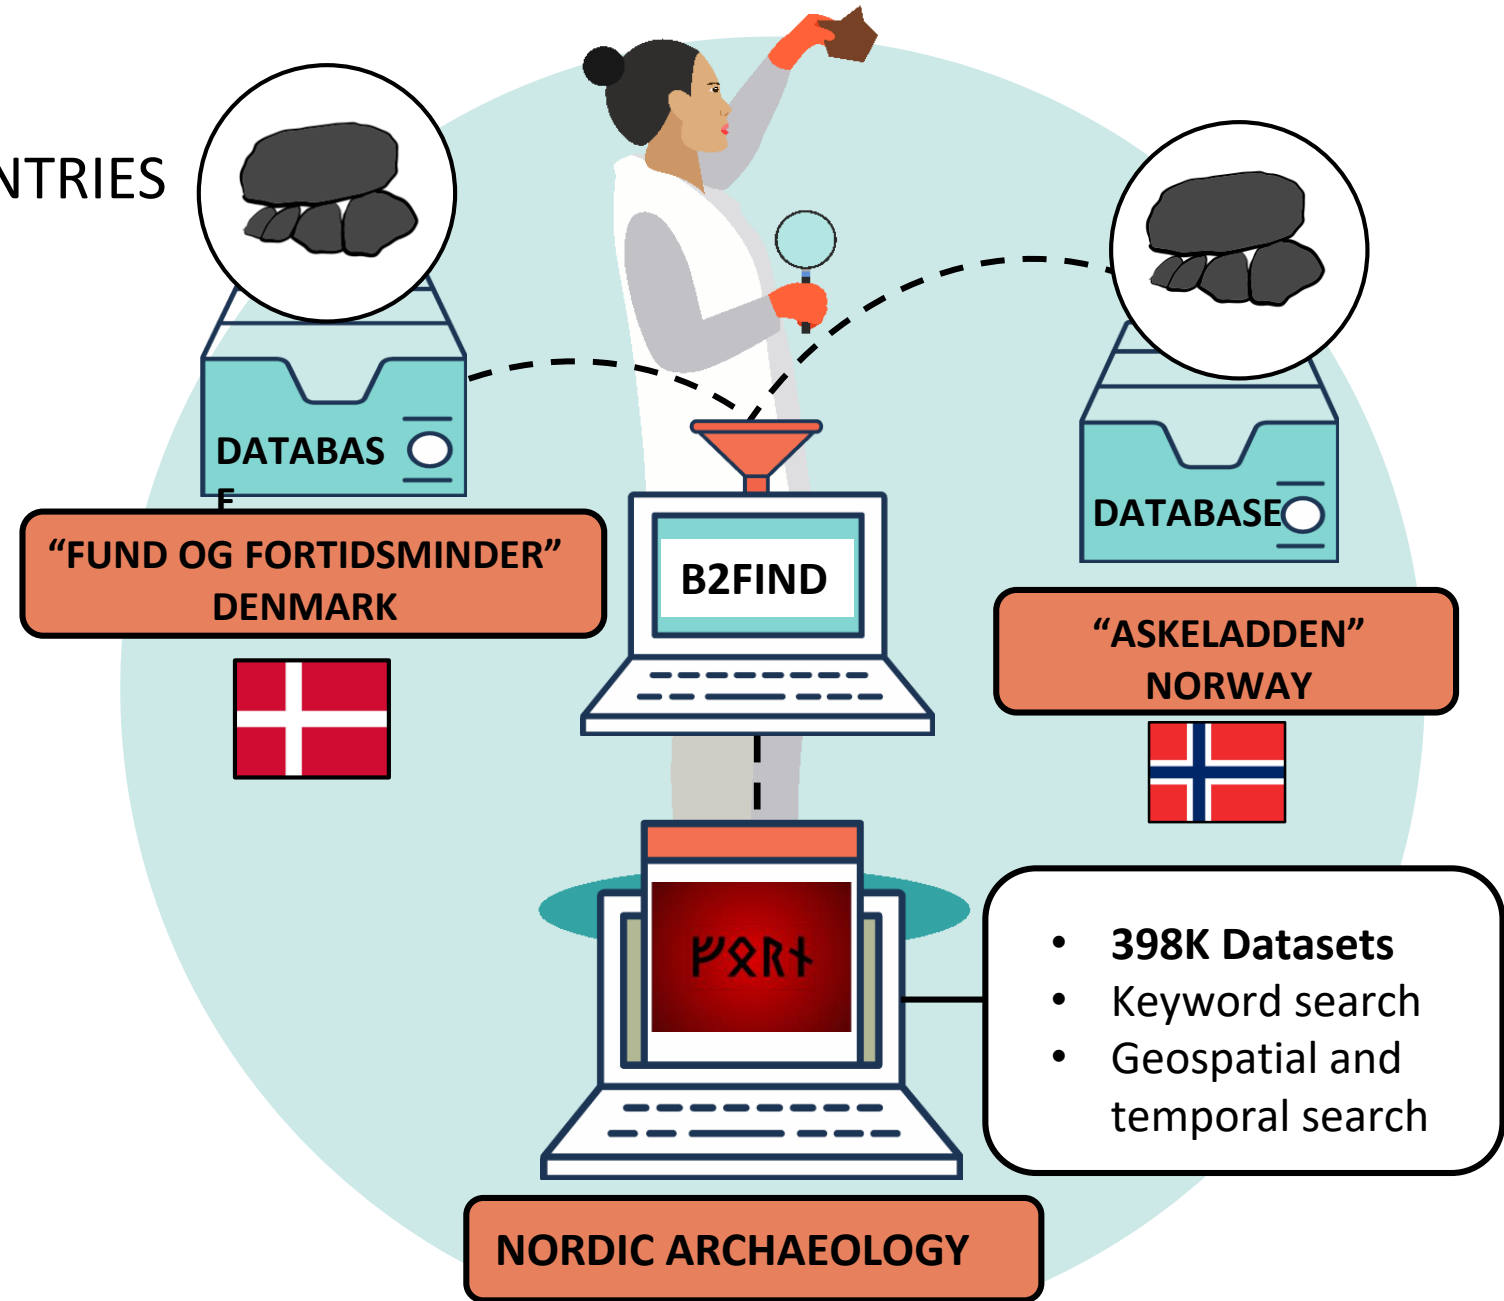 NTRIES
DATABAS
E
“FUND OG FORTIDSMINDER”
DENMARK
B2FIND
DATABASE
“ASKELADDEN”
NORWAY
ᚠᛟᚱᚾ
• 398K Datasets
• Keyword search
• Geospatial and
temporal search
NORDIC ARCHAEOLOGY